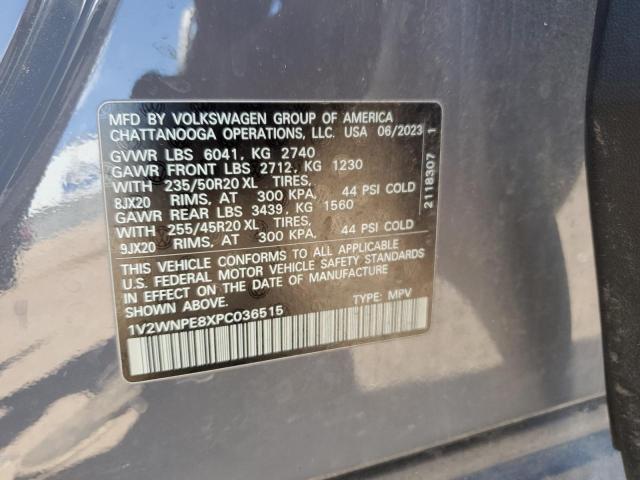 MFD BY VOLKSWAGEN GROUP OF AMERICA
CHATTANOOGA OPERATIONS, LLC. USA 06/2023
GVWR LBS 6041, KG 2740
GAWR FRONT LBS 2712, KG 1230
WITH 235/50R20 XL TIRES,
8JX20 RIMS, AT 300 KPA, 44 PSI COLD
GAWR REAR LBS 3439, KG 1560
WITH 255/45R20 XL TIRES,
9JX20 RIMS, AT 300 KPA, 44 PSI COLD
THIS VEHICLE CONFORMS TO ALL APPLICABLE
U.S. FEDERAL MOTOR VEHICLE SAFETY STANDARDS
IN EFFECT ON THE DATE OF MANUFACTURE
SHOWN ABOVE.
1V2WNPE8XPC036515 TYPE: MPV
2118307 1